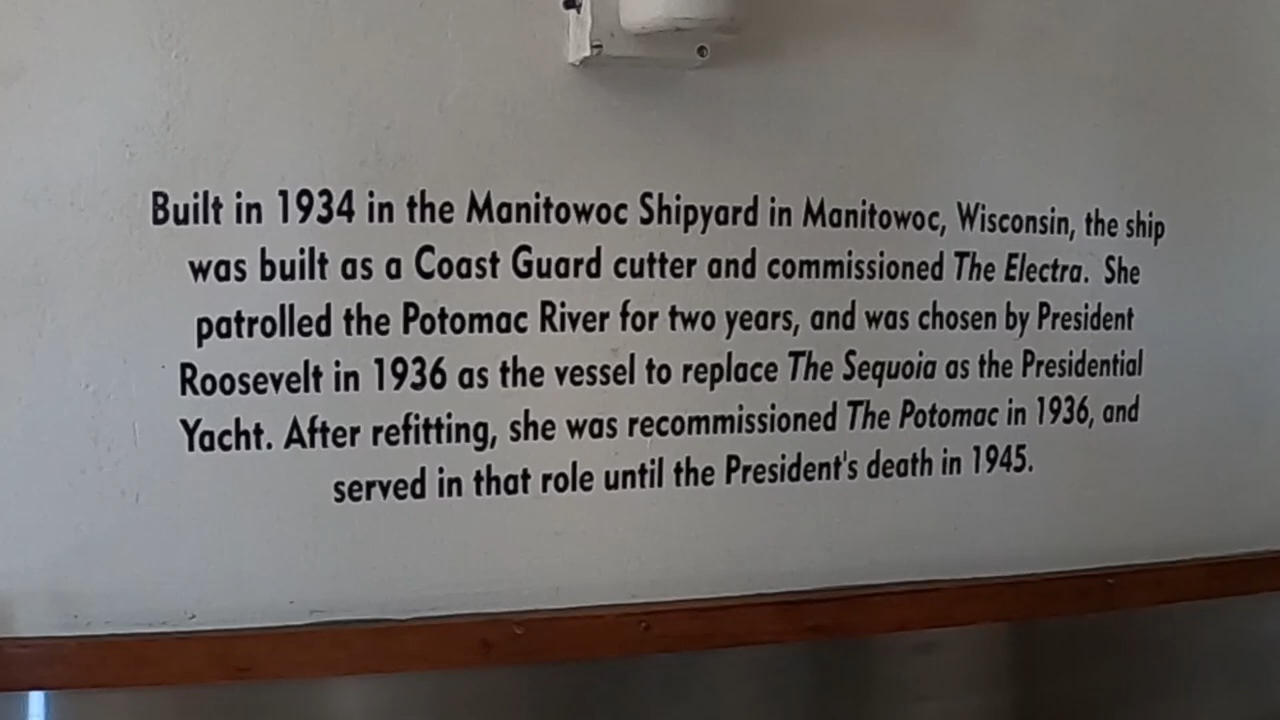 Built in 1934 in the Manitowoc Shipyard in Manitowoc, Wisconsin, the ship
was built as a Coast Guard cutter and commissioned The Electra. She
patrolled the Potomac River for two years, and was chosen by President
Roosevelt in 1936 as the vessel to replace The Sequoia as the Presidential
Yacht. After refitting, she was recommissioned The Potomac in 1936, and
served in that role until the President's death in 1945.